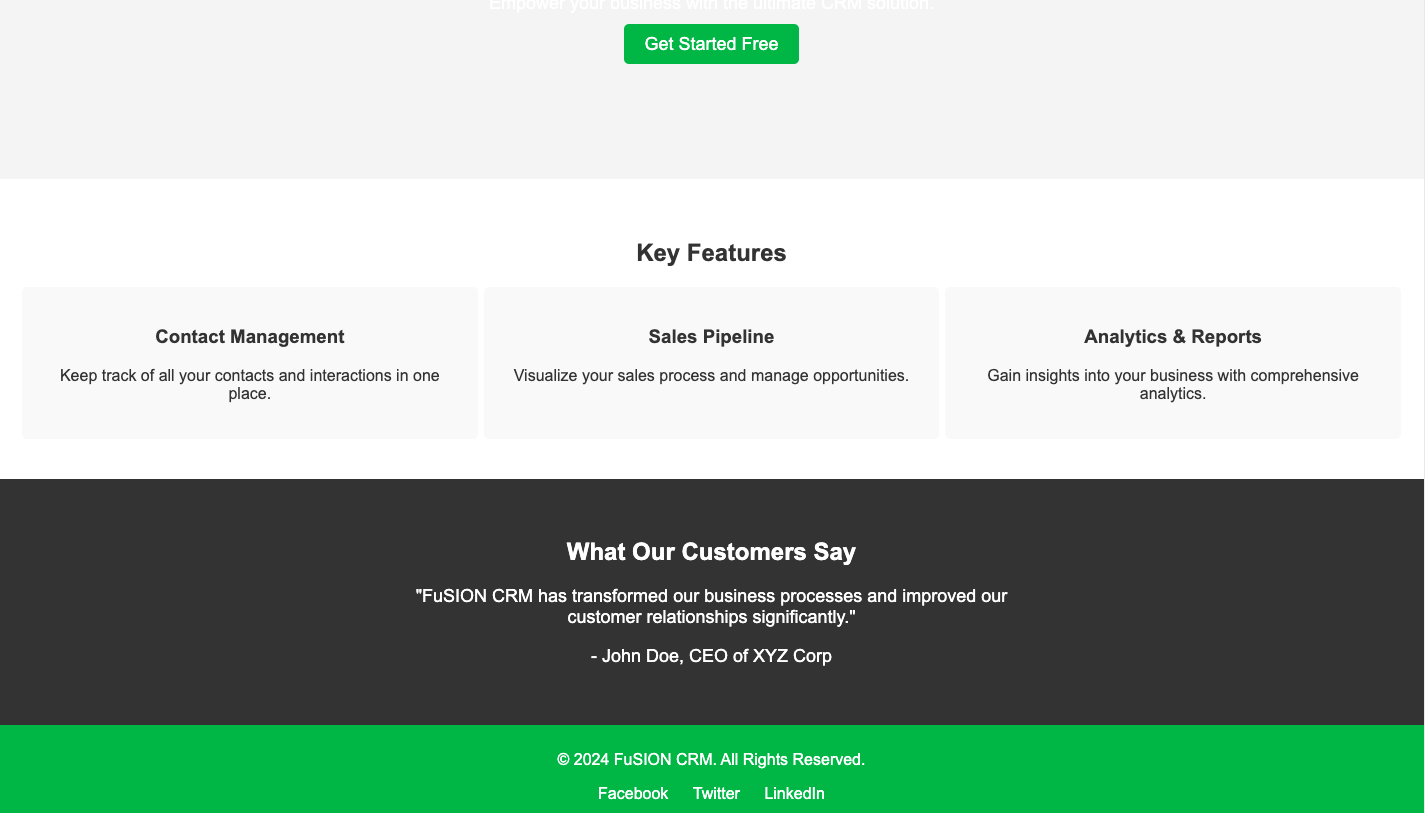 Empower your business with the ultimate CRM solution.
Get Started Free
Key Features
Contact Management
Keep track of all your contacts and interactions in one
place.
Sales Pipeline
Visualize your sales process and manage opportunities.
Analytics & Reports
Gain insights into your business with comprehensive
analytics.
What Our Customers Say
"FuSION CRM has transformed our business processes and improved our
customer relationships significantly."
- John Doe, CEO of XYZ Corp
© 2024 FuSION CRM. All Rights Reserved.
Facebook Twitter LinkedIn